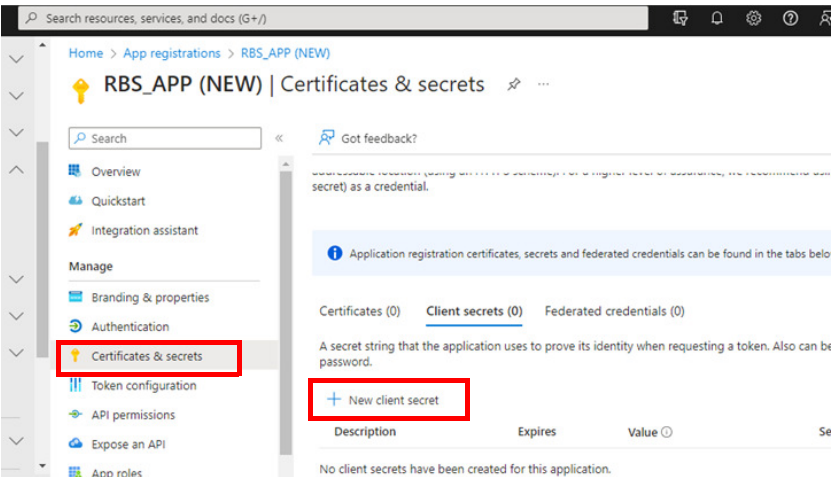 Search resources, services, and docs (G+/)
Home > App registrations > RBS_APP (NEW)
RBS_APP (NEW) | Certificates & secrets
Search
«
Got feedback?
Overview
Quickstart
Integration assistant
Manage
Branding & properties
Authentication
Certificates & secrets
Token configuration
API permissions
Expose an API
App roles
secret) as a credential.
Application registration certificates, secrets and federated credentials can be found in the tabs belo
Certificates (0) Client secrets (0) Federated credentials (0)
A secret string that the application uses to prove its identity when requesting a token. Also can be
password.
+ New client secret
Description Expires Value Se
No client secrets have been created for this application.